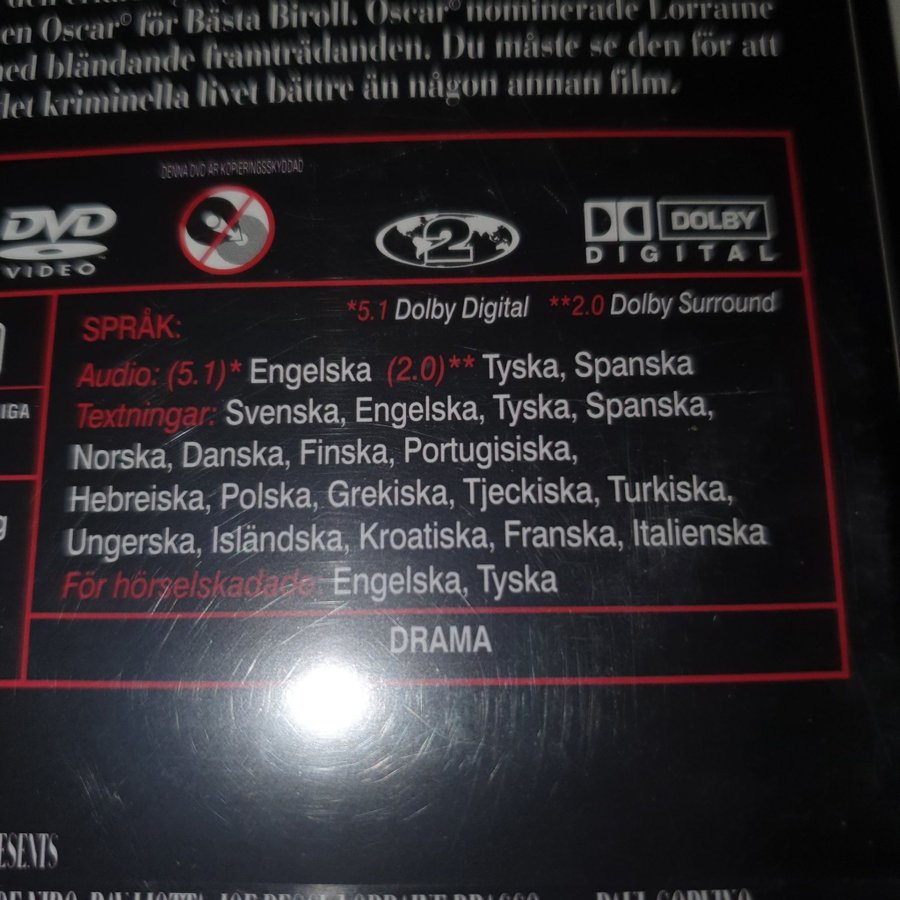 en Oscar® för Bästa Biroll. Oscar® nominerade Lorraine
ned bländande framträdanden. Du måste se den för att
det kriminella livet bättre än någon annan film.
DENNA DVD ÄR KOPIERINGSSKYDDAD
DVD
VIDEO
2
DOLBY
DIGITAL
*5.1 Dolby Digital **2.0 Dolby Surround
SPRÅK:
Audio: (5.1)* Engelska (2.0)** Tyska, Spanska
IGA
Textningar: Svenska, Engelska, Tyska, Spanska,
Norska, Danska, Finska, Portugisiska,
Hebreiska, Polska, Grekiska, Tjeckiska, Turkiska,
g
Ungerska, Isländska, Kroatiska, Franska, Italienska
För hörselskadade: Engelska, Tyska
DRAMA
ESENTS